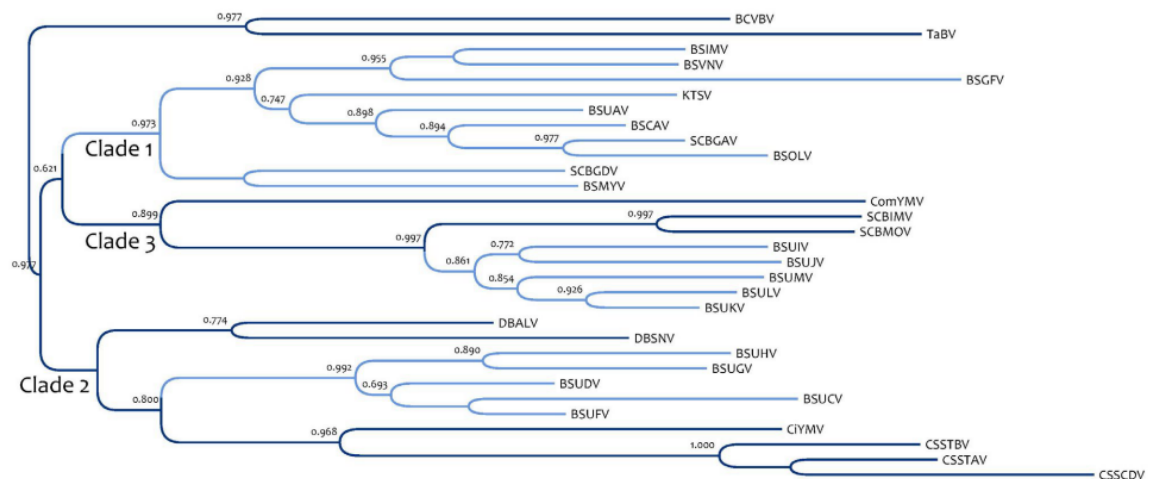 0.977
BCVBV
TaBV
BSIMV
0.955
BSVNV
0.928
BSGFV
0.747
KTSV
BSUAV
0.898
0.973
BSCAV
0.894
0.977
SCBGAV
Clade 1
BSOLV
0.621
SCBGDV
BSMYV
ComYMV
0.899
0.997
SCBIMV
Clade 3
SCBMOV
0.997
0.772
BSUIV
0.861
BSUJV
0.977
0.854
BSUMV
0.926
BSULV
BSUKV
0.774
DBALV
DBSNV
0.890
BSUHV
0.992
BSUGV
Clade 2
0.693
BSUDV
0.800
BSUCV
BSUFV
0.968
CiYMV
1.000
CSSTBV
CSSTAV
CSSCDV